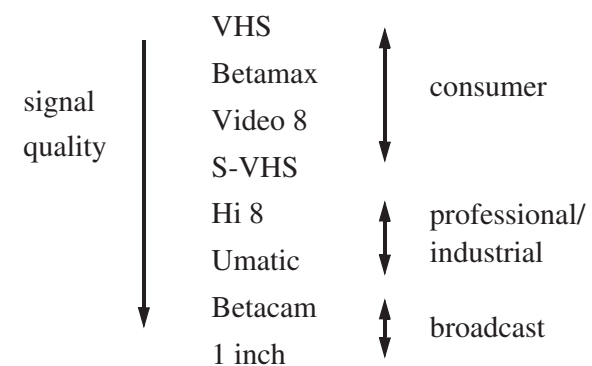 signal
quality
VHS
Betamax
Video 8
S-VHS
Hi 8
Umatic
Betacam
1 inch
consumer
professional/
industrial
broadcast